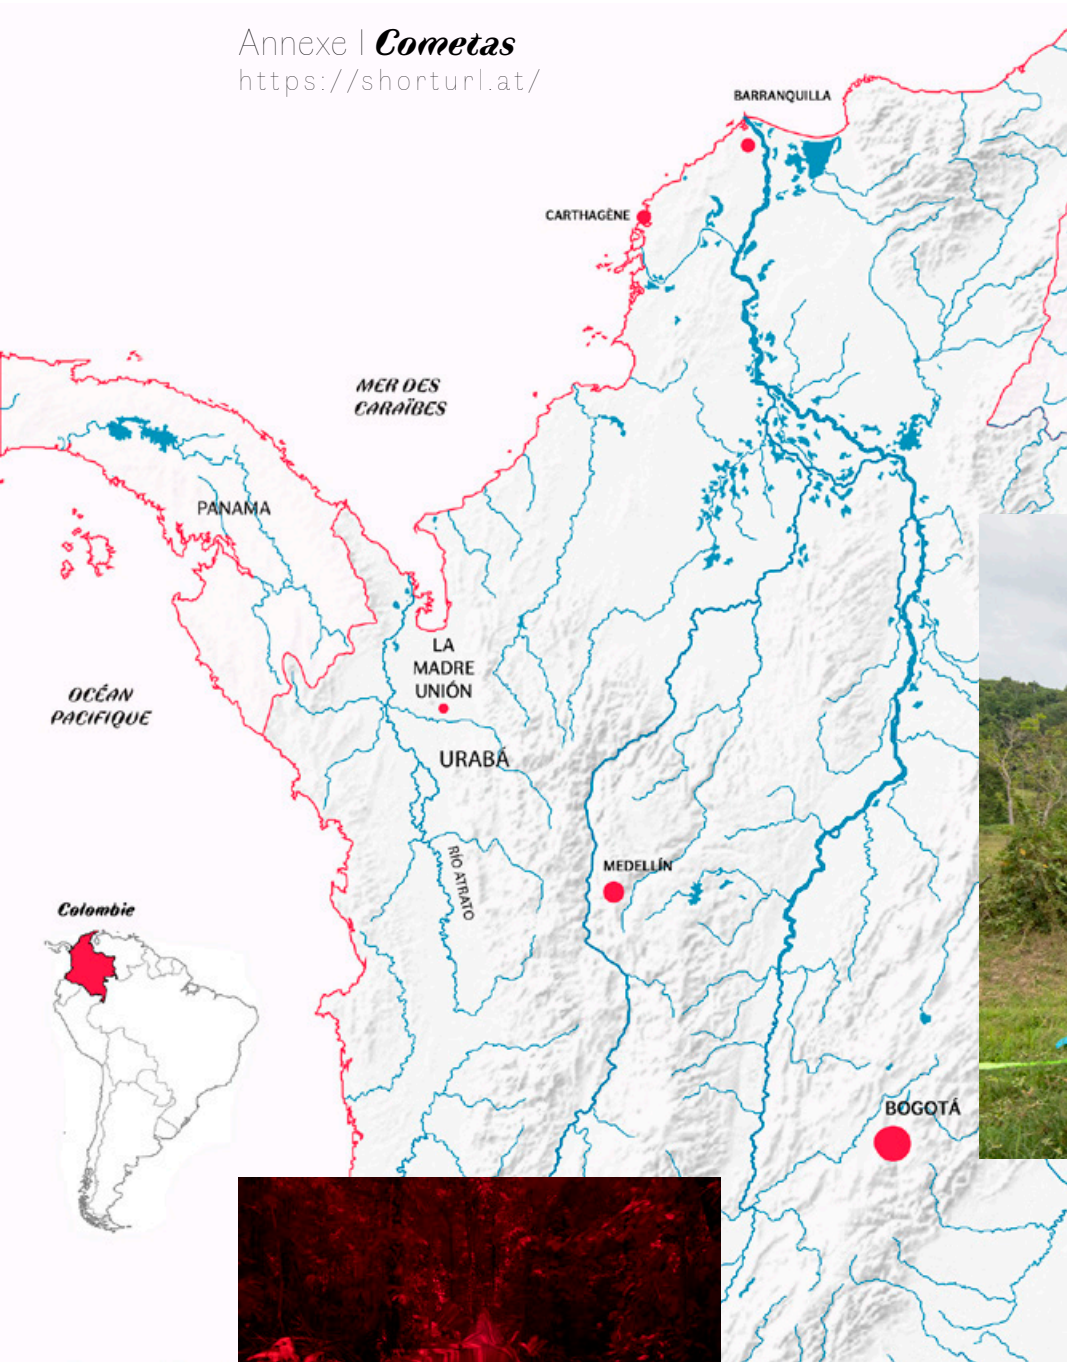 Annexe | Cometas
https://shorturl.at/
BARRANQUILLA
CARTHAGÈNE
MER DES
CARAÏBES
PANAMA
LA
MADRE
UNIÓN
OCÉAN
PACIFIQUE
URABÁ
RÍO ATRATO
MEDELLÍN
Colombie
BOGOTÁ